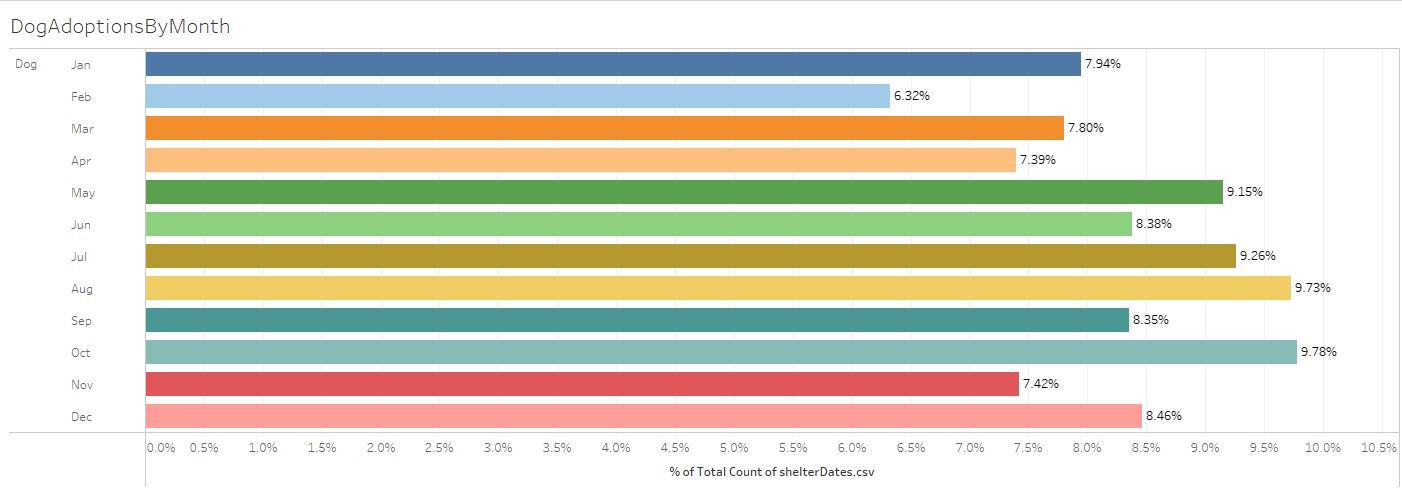 DogAdoptionsByMonth
Dog Jan 7.94%
Feb 6.32%
Mar 7.80%
Apr 7.39%
May 9.15%
Jun 8.38%
Jul 9.26%
Aug 9.73%
Sep 8.35%
Oct 9.78%
Nov 7.42%
Dec 8.46%
0.0% 0.5% 1.0% 1.5% 2.0% 2.5% 3.0% 3.5% 4.0% 4.5% 5.0% 5.5% 6.0% 6.5% 7.0% 7.5% 8.0% 8.5% 9.0% 9.5% 10.0% 10.5%
% of Total Count of shelterDates.csv